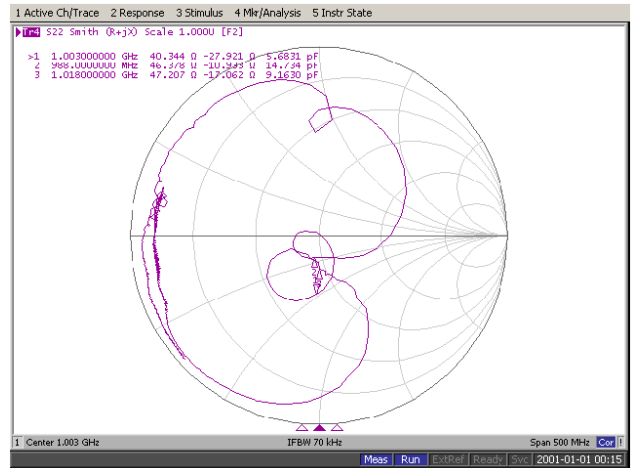 1 Active Ch/Trace 2 Response 3 Stimulus 4 Mkr/Analysis 5 Instr State
Tr4 S22 Smith (R+jX) Scale 1.000U [F2]
>1 1.003000000 GHz 40.344 Ω -27.921 Ω 5.6831 pF
2 988.0000000 MHz 46.378 Ω -10.933 Ω 14.734 pF
3 1.018000000 GHz 47.207 Ω -17.062 Ω 9.1630 pF
1 Center 1.003 GHz IFBW 70 kHz Span 500 MHz Cor !
Meas Run ExtRef Ready Svc 2001-01-01 00:15